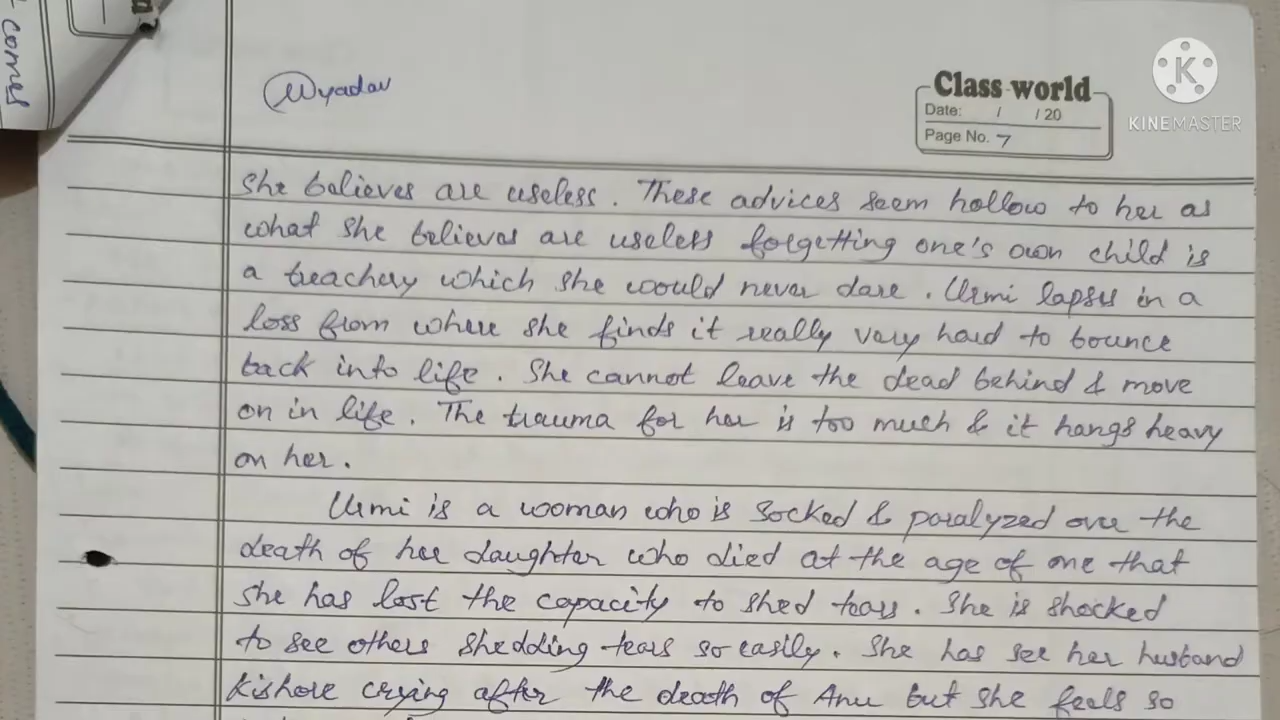 comes
@Wyadav
Class world
Date: / / 20
Page No. 7
KINEMASTER
she believes are useless. These advices seem hollow to her as
what she believes are useless forgetting one's own child is
a treachery which she would never dare. Urmi lapses in a
loss from where she finds it really very hard to bounce
back into life. She cannot leave the dead behind & move
on in life. The trauma for her is too much & it hangs heavy
on her.
Urmi is a woman who is socked & paralyzed over the
death of her daughter who died at the age of one that
she has lost the capacity to shed tears. She is shocked
to see others shedding tears so easily. She has see her husband
Kishore crying after the death of Anu but she feels so